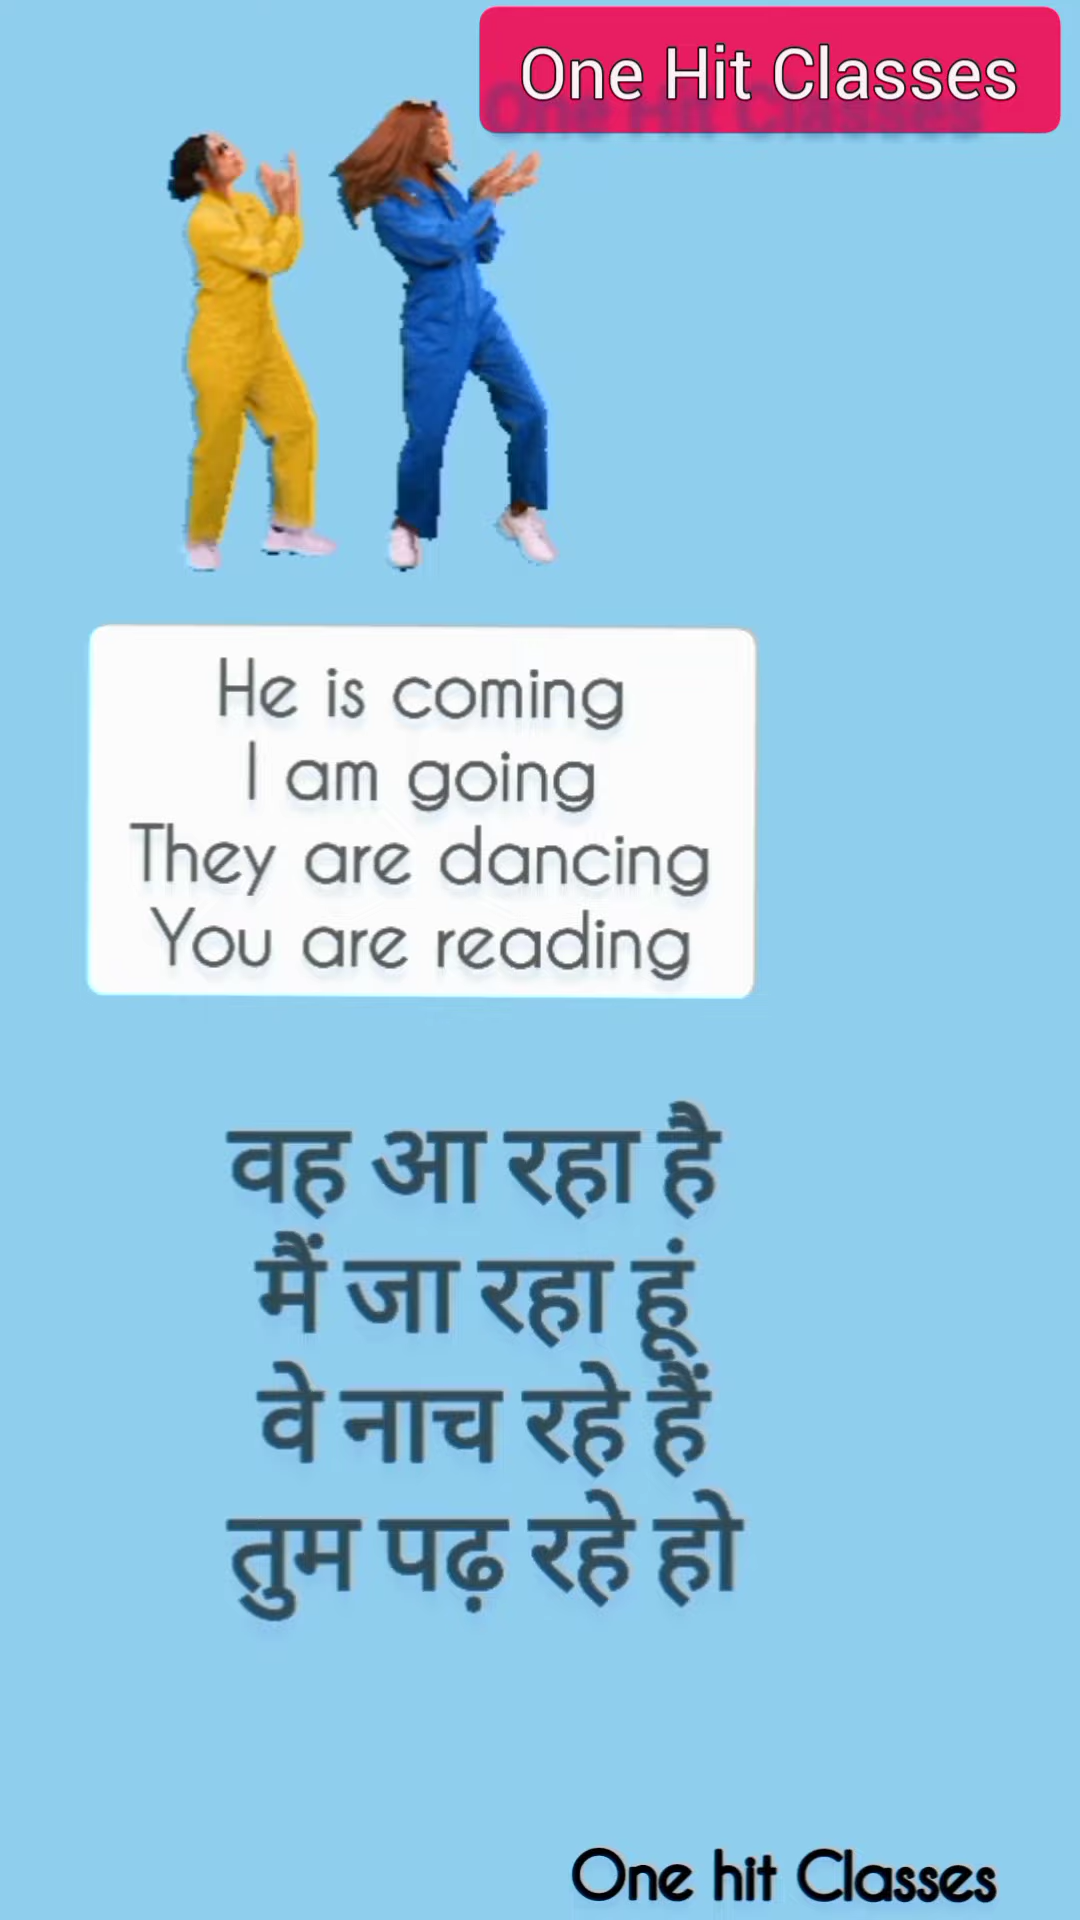 One Hit Classes
He is coming
I am going
They are dancing
You are reading
वह आ रहा है
मैं जा रहा हूं
वे नाच रहे हैं
तुम पढ़ रहे हो
One hit Classes